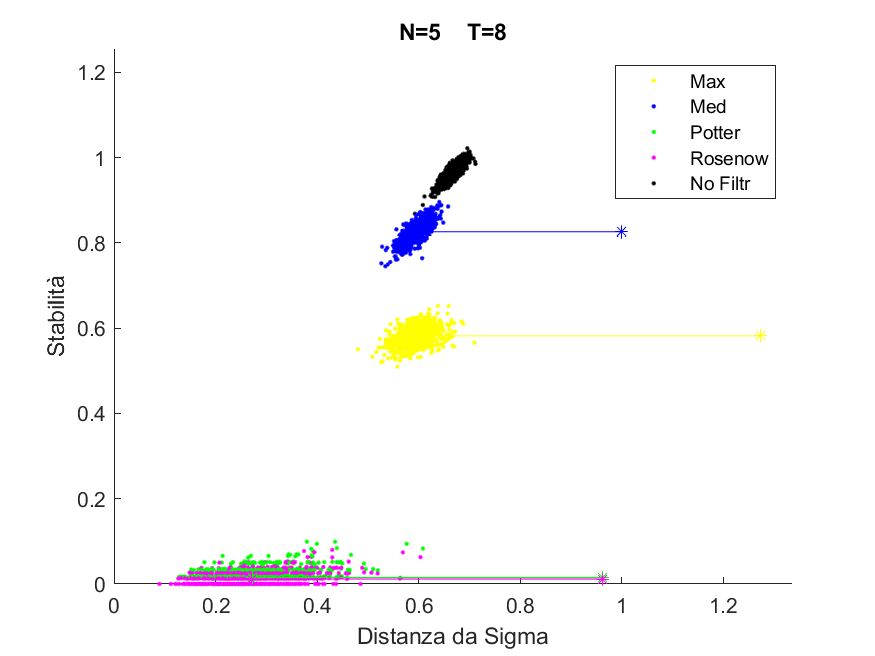 N=5 T=8
Max
Med
Potter
Rosenow
No Filtr
Stabilità
1.2
1
0.8
0.6
0.4
0.2
0
0 0.2 0.4 0.6 0.8 1 1.2
Distanza da Sigma